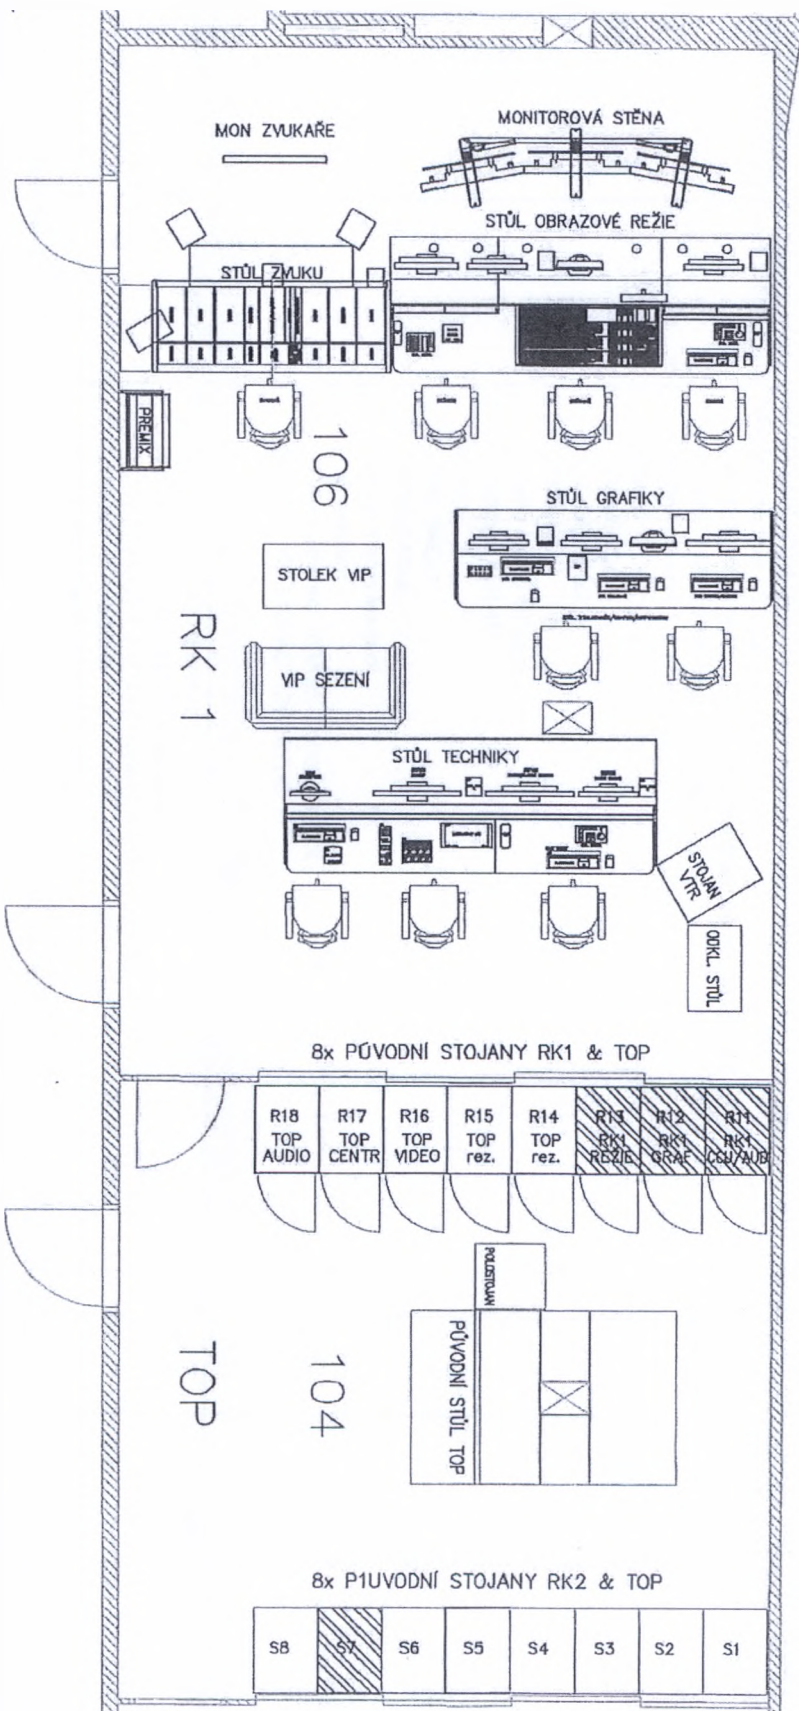 MON ZVUKAŘE
MONITOROVÁ STĚNA
STŮL OBRAZOVÉ REŽIE
STŮL ZVUKU
PREMIX
106
STŮL GRAFIKY
STOLEK VIP
RK 1
VIP SEZENÍ
STŮL TECHNIKY
STOJAN
VTR
ODKL. STŮL
8x PŮVODNÍ STOJANY RK1 & TOP
R18
TOP
AUDIO
R17
TOP
CENTR
R16
TOP
VIDEO
R15
TOP
rez.
R14
TOP
rez.
R13
RK1
REŽIE
R12
RK1
GRAF
R11
RK1
CCU/AUD
POLOSTOJAN
PŮVODNÍ STŮL TOP
104
TOP
8x P1UVODNÍ STOJANY RK2 & TOP
S8
S7
S6
S5
S4
S3
S2
S1